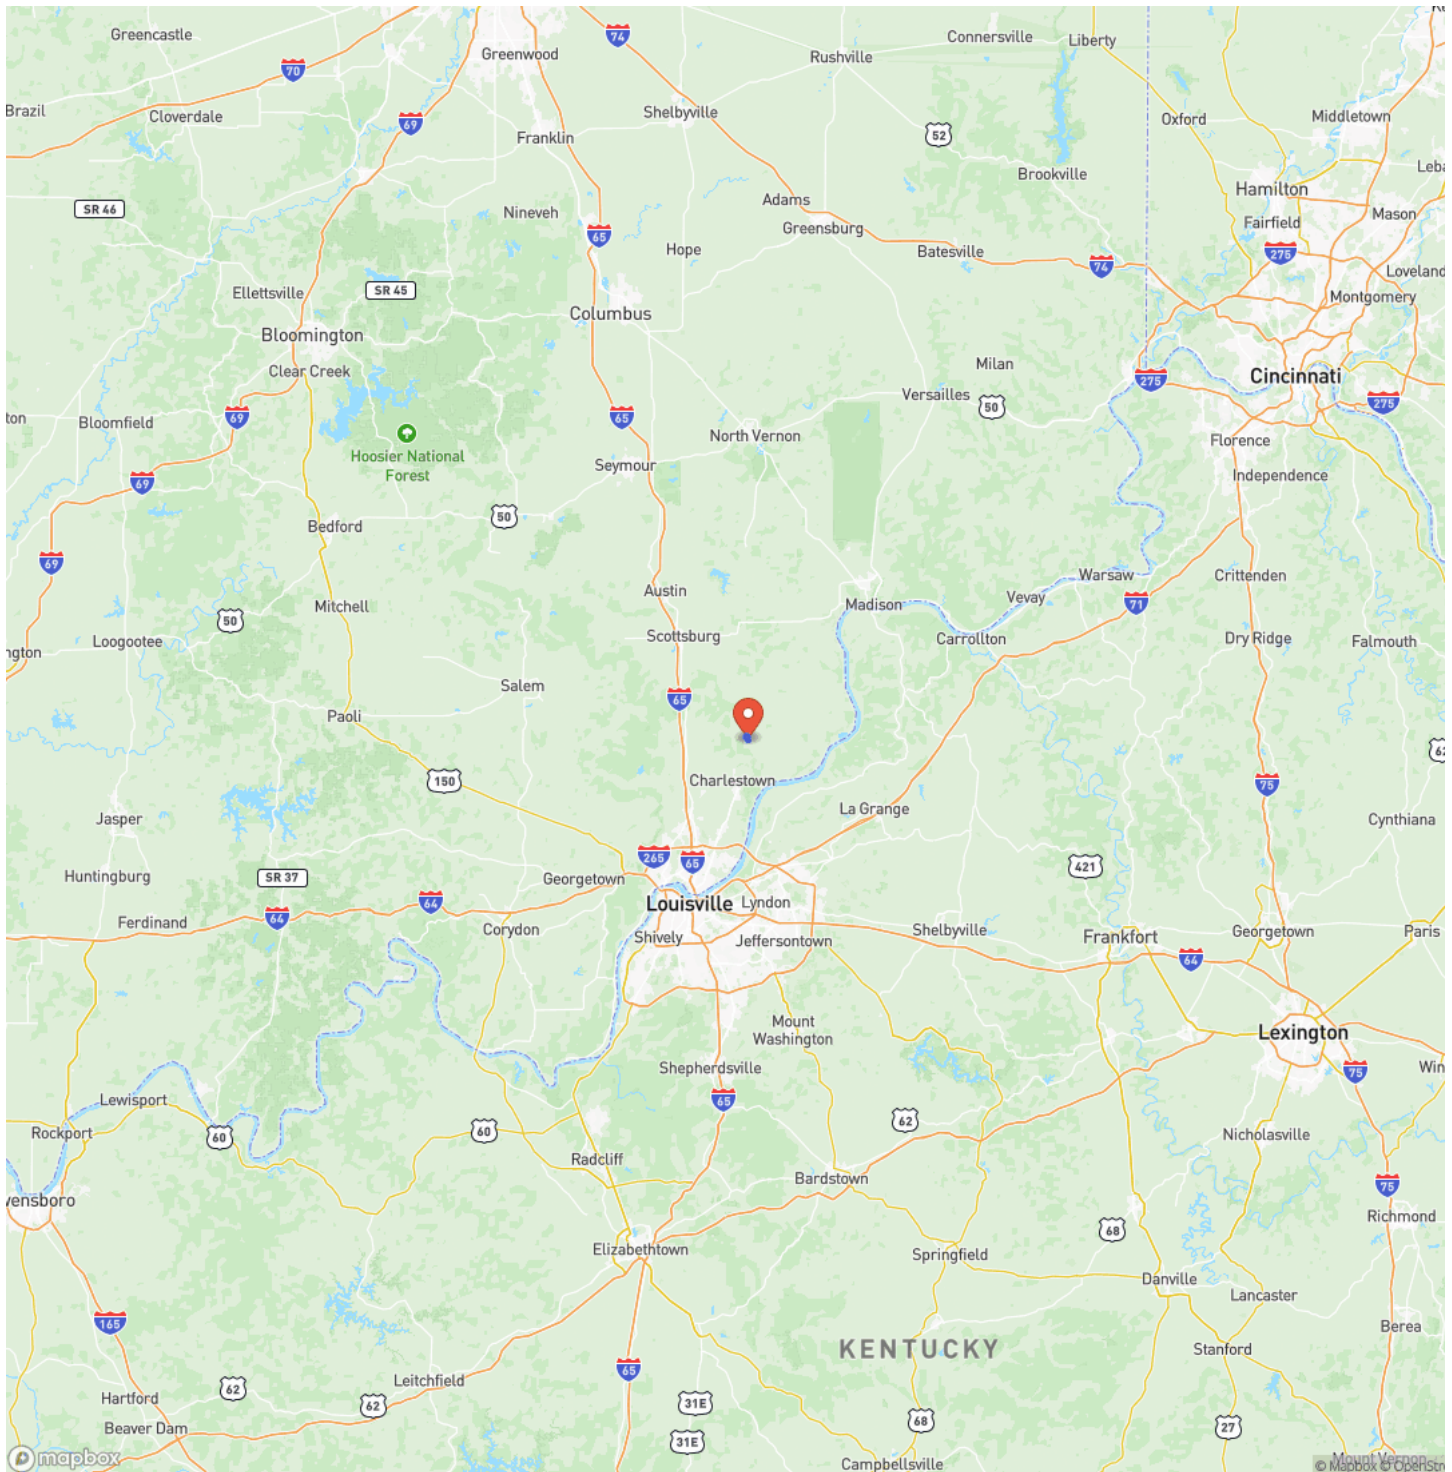 Greencastle
74
Greenwood
Connersville
Liberty
Rushville
70
Brazil
Cloverdale
69
Shelbyville
Franklin
52
Oxford
Middletown
Brookville
Hamilton
SR 46
Nineveh
Adams
Greensburg
Mason
Fairfield
65
Hope
Batesville
74
275
Loveland
Ellettsville
SR 45
Montgomery
Columbus
Bloomington
Clear Creek
Milan
Cincinnati
275
275
Versailles
50
69
Bloomfield
65
North Vernon
Florence
Hoosier National
Forest
Seymour
Independence
69
50
Bedford
69
Austin
Warsaw
Crittenden
Mitchell
Madison
Vevay
71
50
Loogootee
Scottsburg
Carrollton
Dry Ridge
Falmouth
Salem
65
Paoli
150
Charlestown
75
La Grange
Jasper
Cynthiana
265
65
421
Huntingburg
SR 37
Georgetown
64
64
Louisville
Lyndon
Ferdinand
Corydon
Shively
Jeffersontown
Shelbyville
Frankfort
Georgetown
Paris
64
Mount
Washington
Lexington
Shepherdsville
75
65
Lewisport
Rockport
60
60
62
Nicholasville
Radcliff
Bardstown
75
Richmond
68
Elizabethtown
Springfield
Danville
Lancaster
165
Berea
KENTUCKY
Stanford
65
Leitchfield
62
62
Hartford
31E
68
27
Beaver Dam
31E
mapbox
Campbellsville
Mount Vernon
© Mapbox © OpenStr